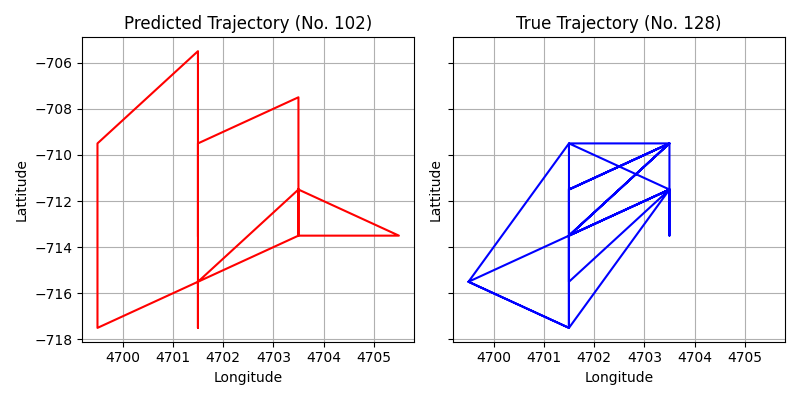 Predicted Trajectory (No. 102)
True Trajectory (No. 128)
−706
−708
−710
−712
−714
−716
−718
Lattitude
Lattitude
4700 4701 4702 4703 4704 4705
4700 4701 4702 4703 4704 4705
Longitude
Longitude